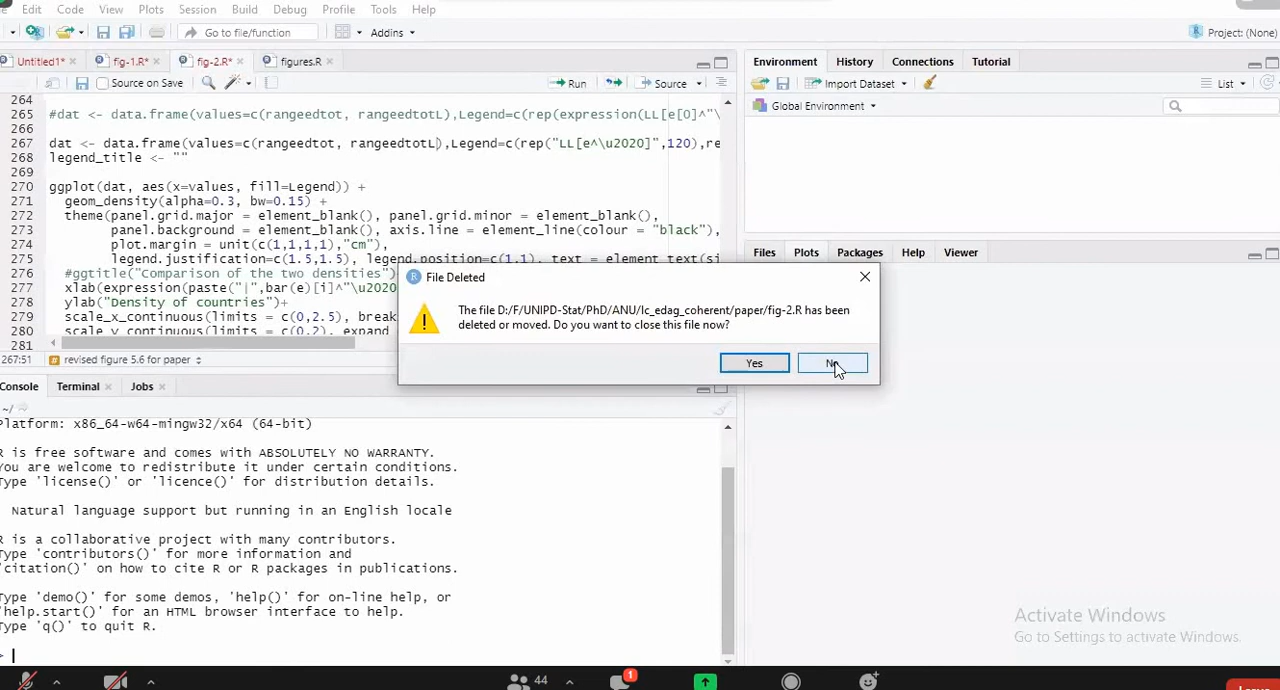 Edit Code View Plots Session Build Debug Profile Tools Help
Go to file/function Addins Project: (None)
Untitled1* fig-1.R* fig-2.R* figures.R
Source on Save Run Source
264
265 #dat <- data.frame(values=c(rangeedtot, rangeedtotL),Legend=c(rep(expression(LL[e[0]^"\
266
267 dat <- data.frame(values=c(rangeedtot, rangeedtotL),Legend=c(rep("LL[e^\u2020]",120),re
268 legend_title <- ""
269
270 ggplot(dat, aes(x=values, fill=Legend)) +
271 geom_density(alpha=0.3, bw=0.15) +
272 theme(panel.grid.major = element_blank(), panel.grid.minor = element_blank(),
273 panel.background = element_blank(), axis.line = element_line(colour = "black"),
274 plot.margin = unit(c(1,1,1,1),"cm"),
275 legend.justification=c(1.5,1.5), legend.position=c(1,1), text = element_text(si
276 #ggtitle("Comparison of the two densities")
277 xlab(expression(paste("|",bar(e)[i]^"\u2020
278 ylab("Density of countries")+
279 scale_x_continuous(limits = c(0,2.5), break
280 scale_y_continuous(limits = c(0,2), expand
281
267:51 revised figure 5.6 for paper
Environment History Connections Tutorial
Import Dataset List
Global Environment
Files Plots Packages Help Viewer
File Deleted
The file D:/F/UNIPD-Stat/PhD/ANU/lc_edag_coherent/paper/fig-2.R has been
deleted or moved. Do you want to close this file now?
Yes No
Console Terminal Jobs
~/
Platform: x86_64-w64-mingw32/x64 (64-bit)
R is free software and comes with ABSOLUTELY NO WARRANTY.
You are welcome to redistribute it under certain conditions.
Type 'license()' or 'licence()' for distribution details.
Natural language support but running in an English locale
R is a collaborative project with many contributors.
Type 'contributors()' for more information and
'citation()' on how to cite R or R packages in publications.
Type 'demo()' for some demos, 'help()' for on-line help, or
'help.start()' for an HTML browser interface to help.
Type 'q()' to quit R.
>
Activate Windows
Go to Settings to activate Windows.
44 1